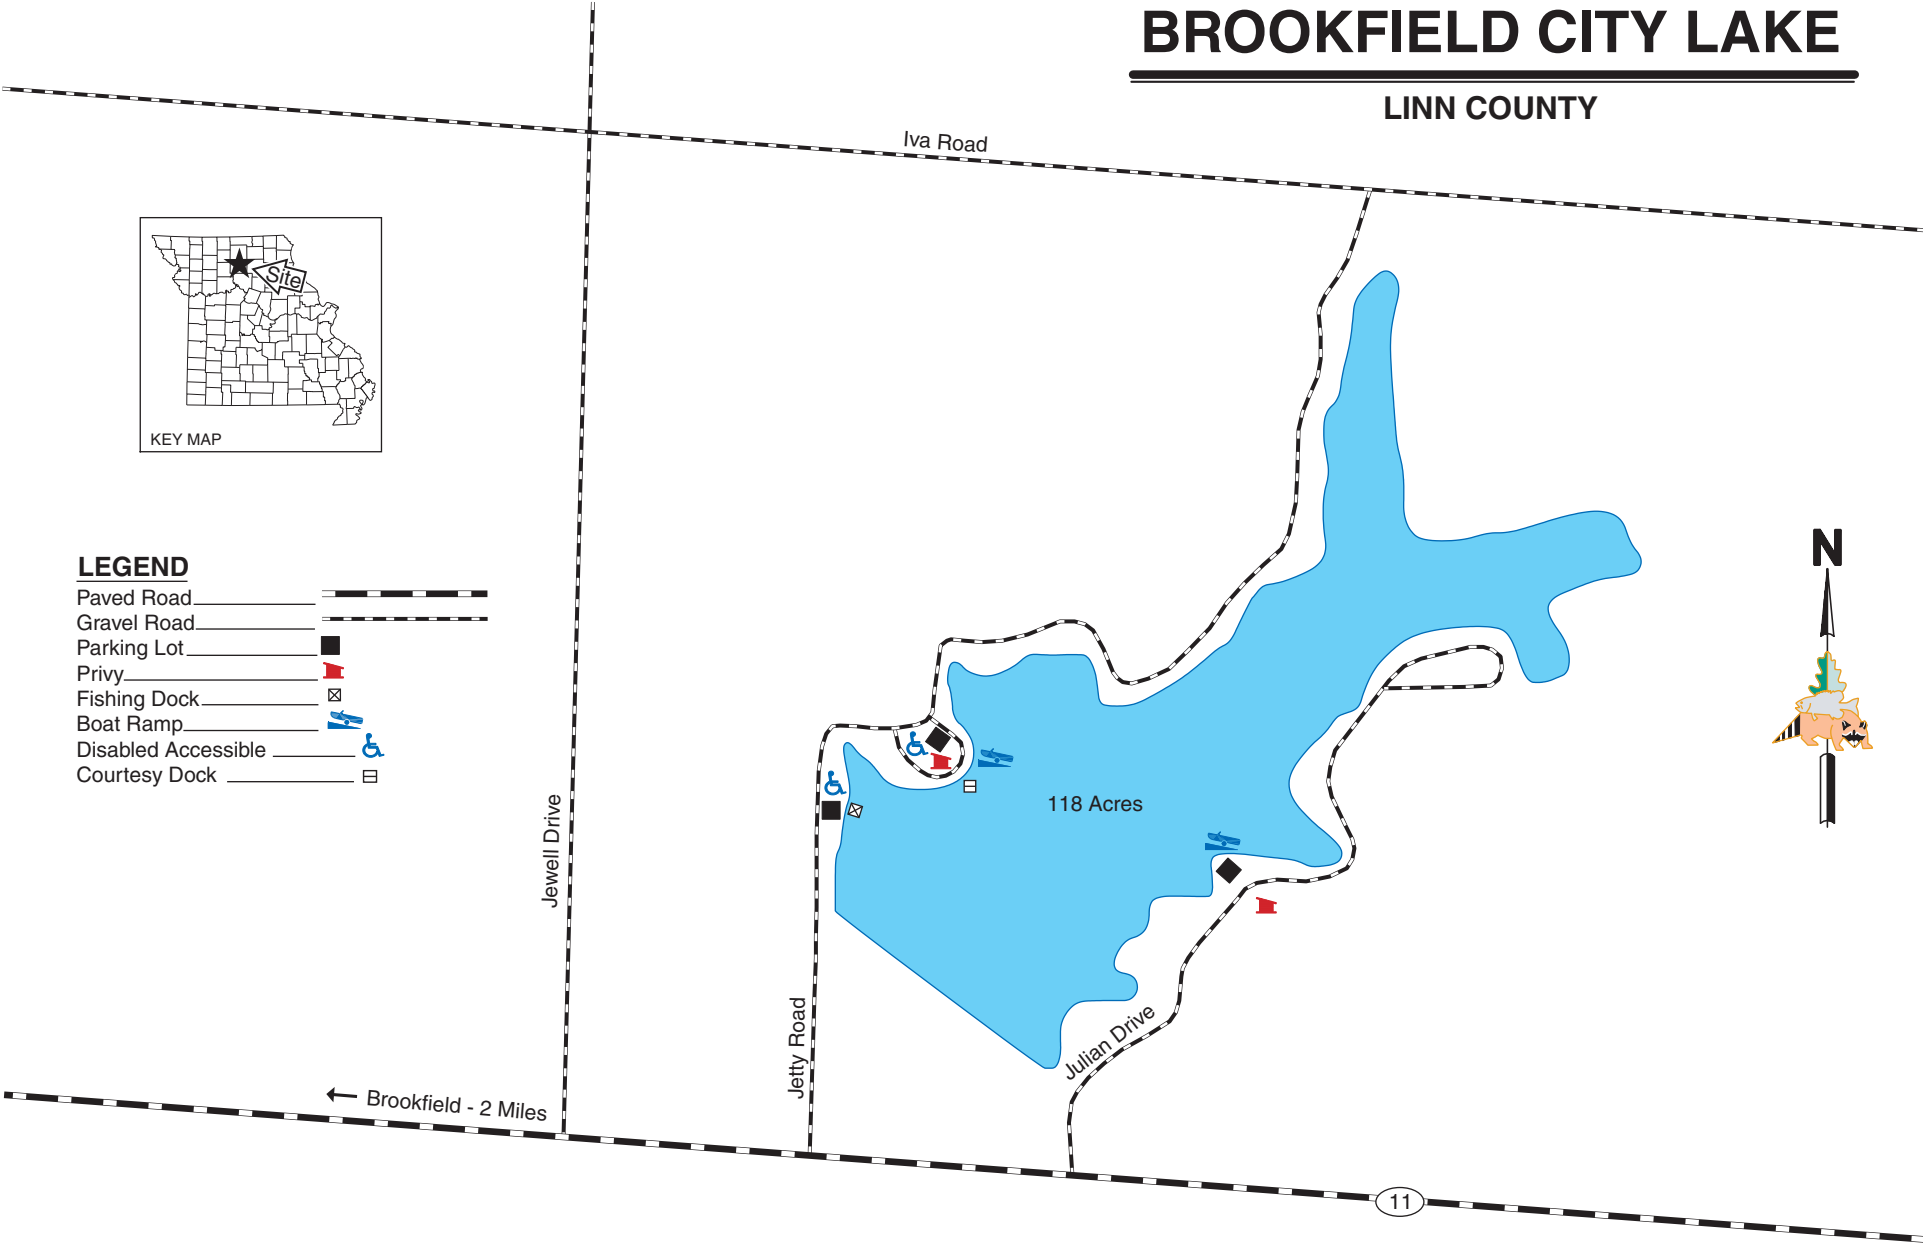 BROOKFIELD CITY LAKE
LINN COUNTY
Iva Road
Site
KEY MAP
LEGEND
Paved Road
Gravel Road
Parking Lot
Privy
Fishing Dock
Boat Ramp
Disabled Accessible
Courtesy Dock
N
118 Acres
Jewell Drive
Jetty Road
Julian Drive
Brookfield - 2 Miles
11